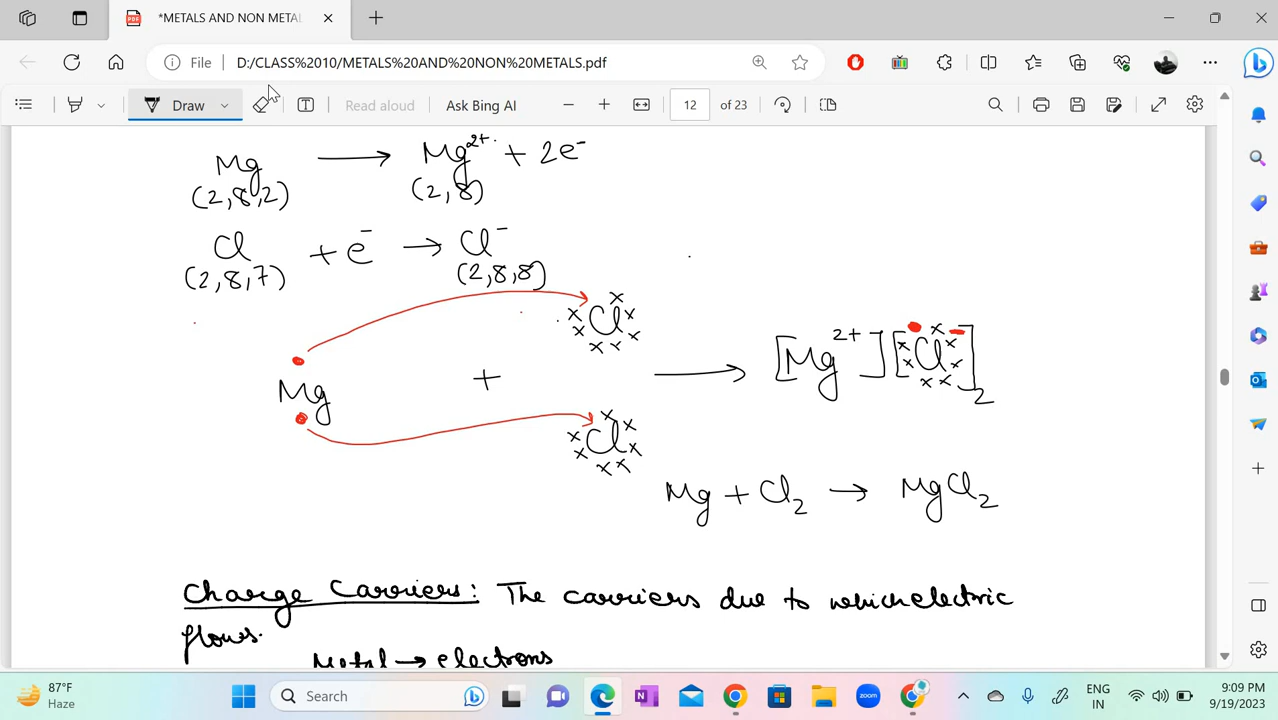 *METALS AND NON METAL
File D:/CLASS%2010/METALS%20AND%20NON%20METALS.pdf
Draw Read aloud Ask Bing AI 12 of 23
Mg → Mg²⁺ + 2e⁻
(2,8,2) (2,8)
Cl + e⁻ → Cl⁻
(2,8,7) (2,8,8)
x
x Cl x
x x
x x
Mg + → [Mg²⁺][Cl⁻]₂
x
x Cl x
x x
x x
Mg + Cl₂ → MgCl₂
Charge Carriers: The carriers due to which electric
flows.
Metal → electrons
87°F
Haze
Search
zoom
ENG
IN
9:09 PM
9/19/2023